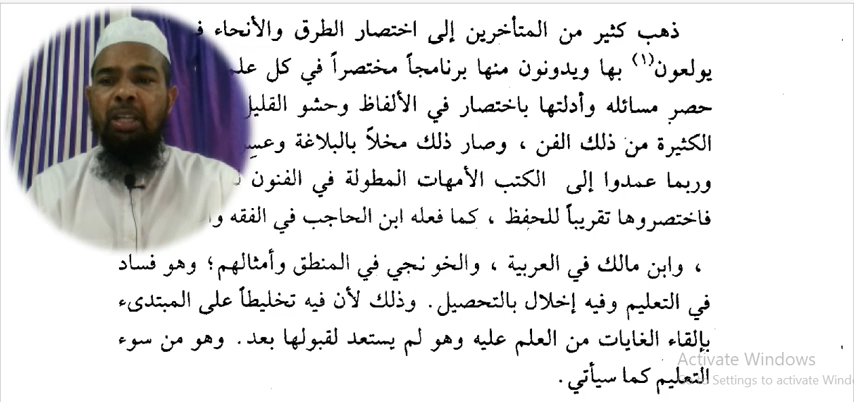 ذهب كثير من المتأخرين إلى اختصار الطرق والأنحاء
يولعون(١) بها ويدونون منها برنامجاً مختصراً في كل
حصر مسائله وأدلتها باختصار في الألفاظ وحشو
الكثيرة من ذلك الفن ، وصار ذلك مخلاً بالبلاغة
وربما عمدوا إلى الكتب الأمهات المطولة في الفنون
فاختصروها تقريباً للحفظ ، كما فعله ابن الحاجب في الفقه
، وابن مالك في العربية ، والخونجي في المنطق وأمثالهم؛ وهو فساد
في التعليم وفيه إخلال بالتحصيل. وذلك لأن فيه تخليطاً على المبتدىء
بإلقاء الغايات من العلم عليه وهو لم يستعد لقبولها بعد. وهو من سوء
التعليم كما سيأتي.
Activate Windows
Settings to activate Wind